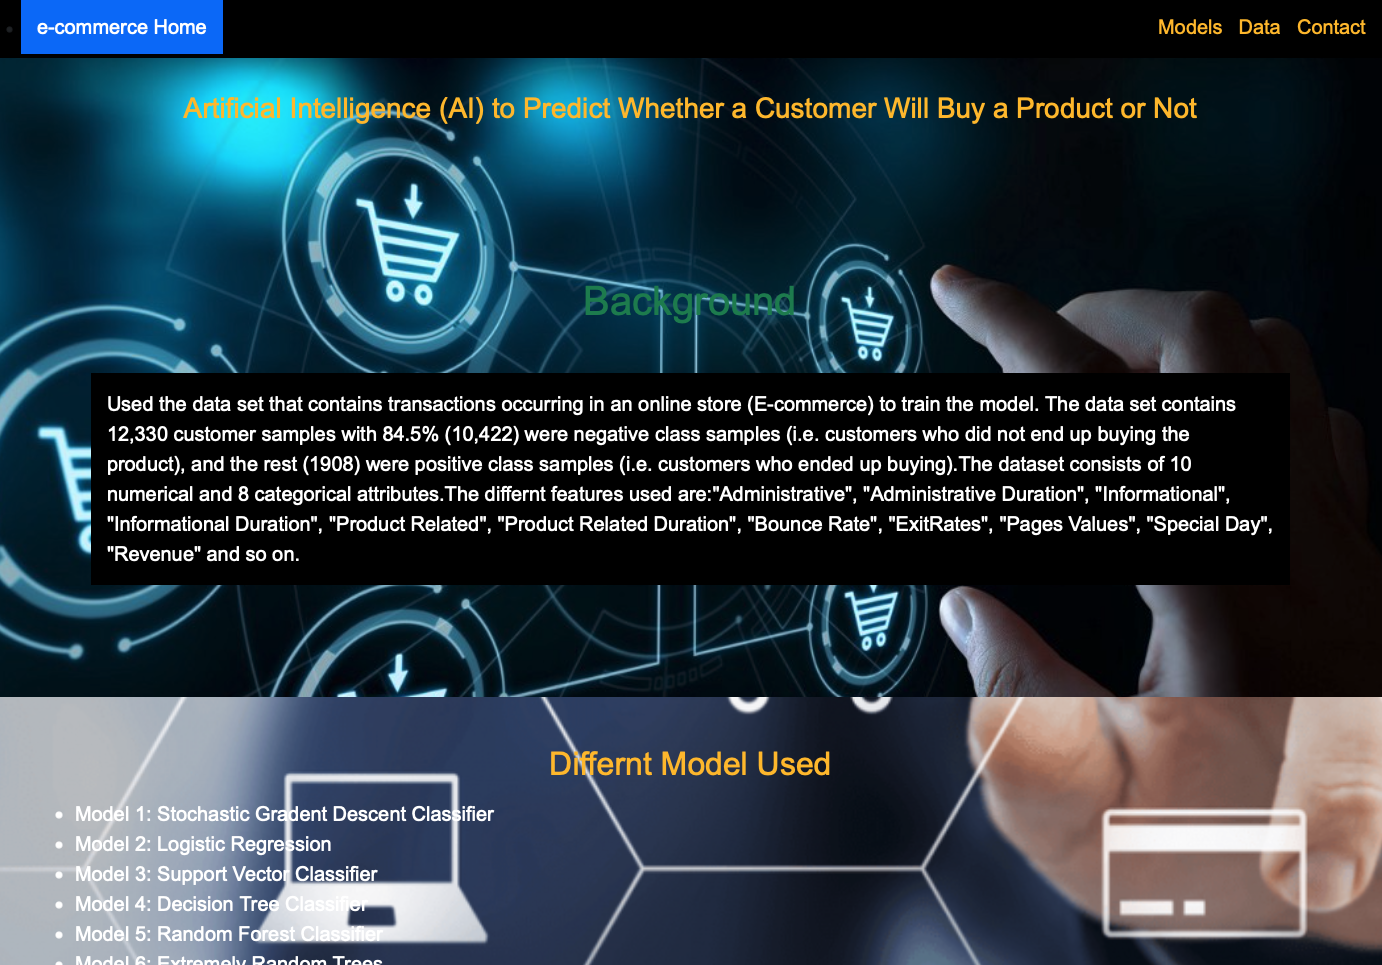 e-commerce Home
Models Data Contact
Artificial Intelligence (AI) to Predict Whether a Customer Will Buy a Product or Not
Background
Used the data set that contains transactions occurring in an online store (E-commerce) to train the model. The data set contains
12,330 customer samples with 84.5% (10,422) were negative class samples (i.e. customers who did not end up buying the
product), and the rest (1908) were positive class samples (i.e. customers who ended up buying).The dataset consists of 10
numerical and 8 categorical attributes.The differnt features used are:"Administrative", "Administrative Duration", "Informational",
"Informational Duration", "Product Related", "Product Related Duration", "Bounce Rate", "ExitRates", "Pages Values", "Special Day",
"Revenue" and so on.
Differnt Model Used
Model 1: Stochastic Gradent Descent Classifier
Model 2: Logistic Regression
Model 3: Support Vector Classifier
Model 4: Decision Tree Classifier
Model 5: Random Forest Classifier
Model 6: Extremely Random Trees